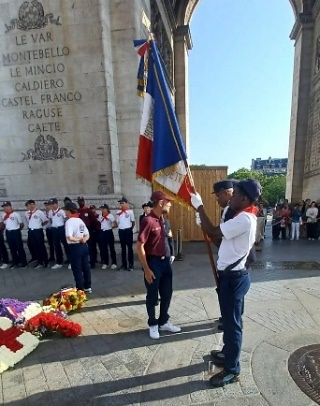 LE VAR
MONTEBELLO
LE MINCIO
CALDIERO
CASTEL FRANCO
RAGUSE
GAETE